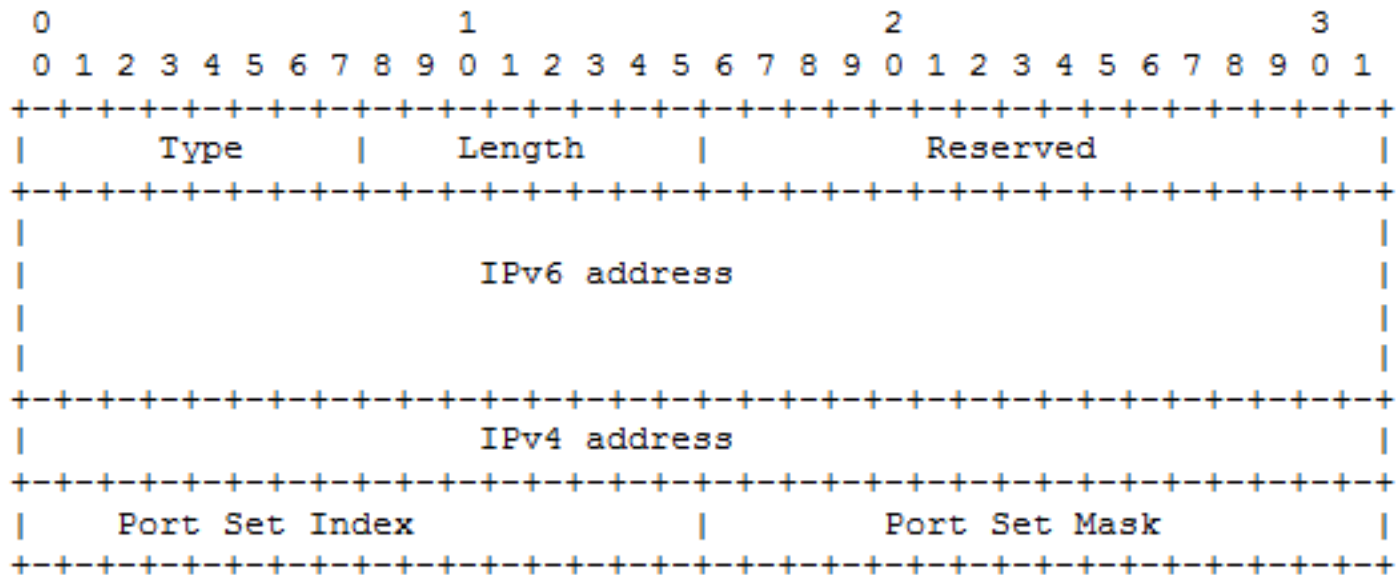 0                   1                   2                   3
 0 1 2 3 4 5 6 7 8 9 0 1 2 3 4 5 6 7 8 9 0 1 2 3 4 5 6 7 8 9 0 1
+-+-+-+-+-+-+-+-+-+-+-+-+-+-+-+-+-+-+-+-+-+-+-+-+-+-+-+-+-+-+-+-+
|      Type     |    Length     |          Reserved             |
+-+-+-+-+-+-+-+-+-+-+-+-+-+-+-+-+-+-+-+-+-+-+-+-+-+-+-+-+-+-+-+-+
|                                                               |
|                     IPv6 address                              |
|                                                               |
|                                                               |
+-+-+-+-+-+-+-+-+-+-+-+-+-+-+-+-+-+-+-+-+-+-+-+-+-+-+-+-+-+-+-+-+
|                     IPv4 address                              |
+-+-+-+-+-+-+-+-+-+-+-+-+-+-+-+-+-+-+-+-+-+-+-+-+-+-+-+-+-+-+-+-+
|    Port Set Index             |        Port Set Mask          |
+-+-+-+-+-+-+-+-+-+-+-+-+-+-+-+-+-+-+-+-+-+-+-+-+-+-+-+-+-+-+-+-+